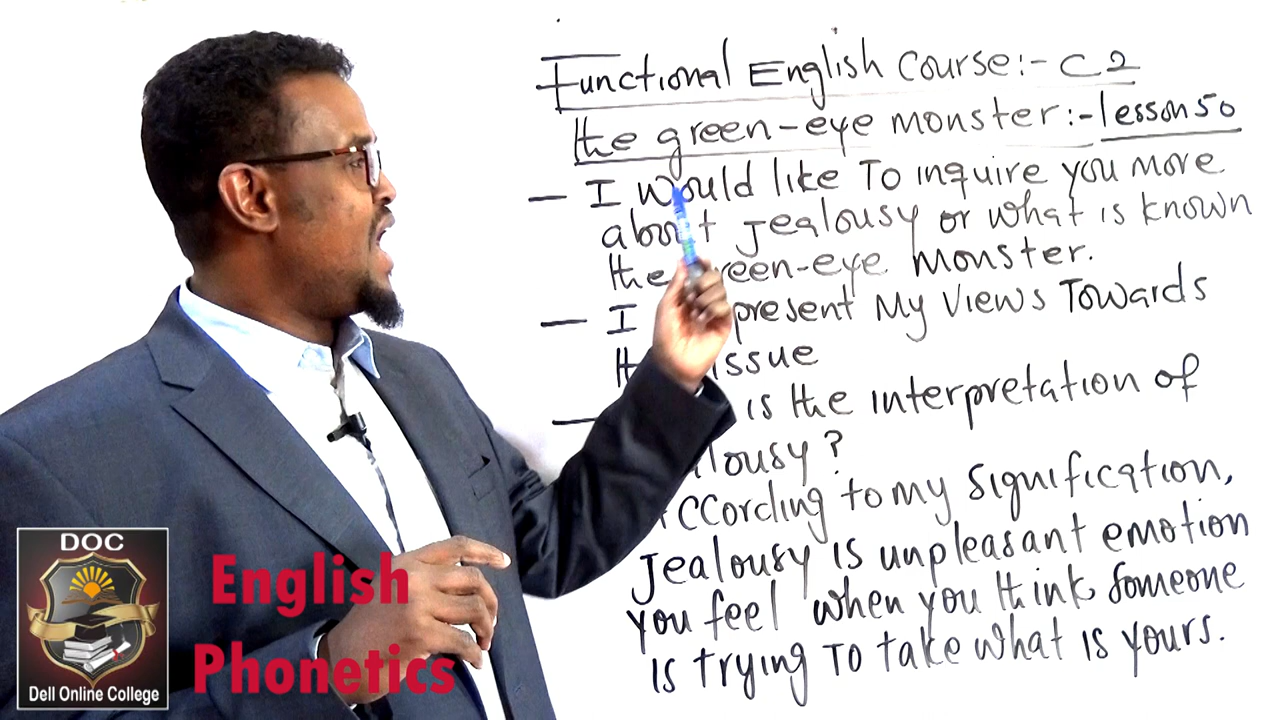 Functional English Course:- C2
the green-eye monster:- lesson 50
— I would like To inquire you more
about Jealousy or what is known
the green-eye monster.
— I present My Views Towards
issue
— is the interpretation of
lousy?
ccording to my signification,
Jealousy is unpleasant emotion
you feel when you think someone
is trying To take what is yours.
DOC
Dell Online College
English
Phonetics